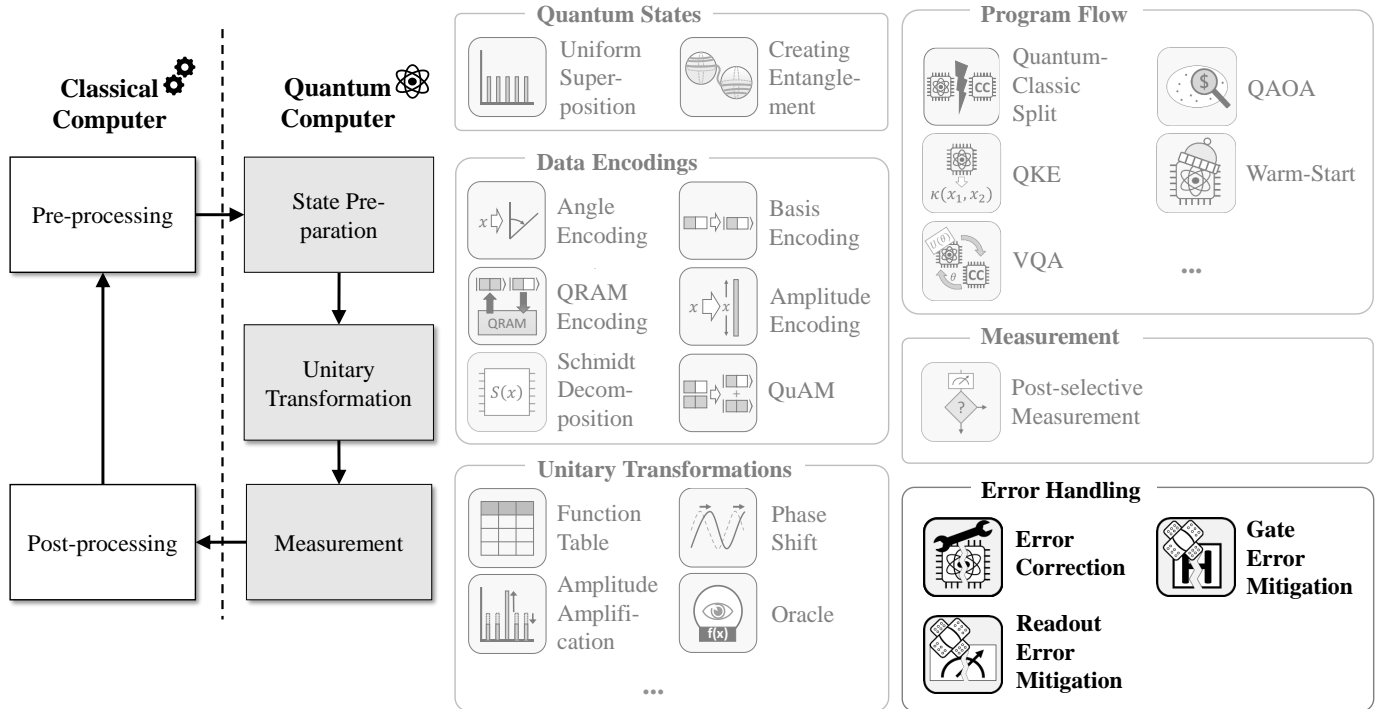 Classical
Computer
Quantum
Computer
Pre-processing
State Pre-
paration
Unitary
Transformation
Post-processing
Measurement
Quantum States
Uniform
Super-
position
Creating
Entangle-
ment
Data Encodings
x
Angle
Encoding
Basis
Encoding
QRAM
QRAM
Encoding
x
x
Amplitude
Encoding
S(x)
Schmidt
Decom-
position
+
QuAM
Unitary Transformations
Function
Table
Phase
Shift
Amplitude
Amplifi-
cation
f(x)
Oracle
...
Program Flow
CC
Quantum-
Classic
Split
$
QAOA
κ(x₁, x₂)
QKE
Warm-Start
U(θ)
θ
CC
VQA
...
Measurement
?
Post-selective
Measurement
Error Handling
Error
Correction
H
Gate
Error
Mitigation
Readout
Error
Mitigation